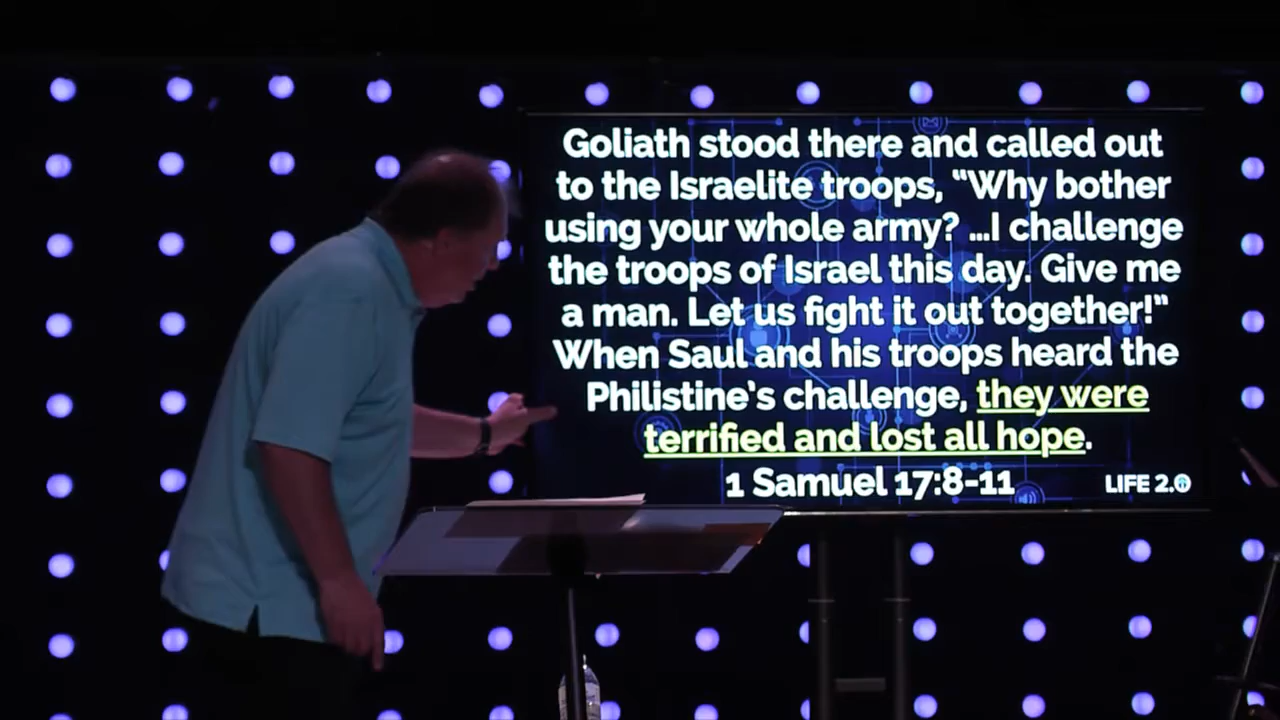 Goliath stood there and called out
to the Israelite troops, "Why bother
using your whole army? ...I challenge
the troops of Israel this day. Give me
a man. Let us fight it out together!"
When Saul and his troops heard the
Philistine's challenge, they were
terrified and lost all hope.
1 Samuel 17:8-11
LIFE 2.0